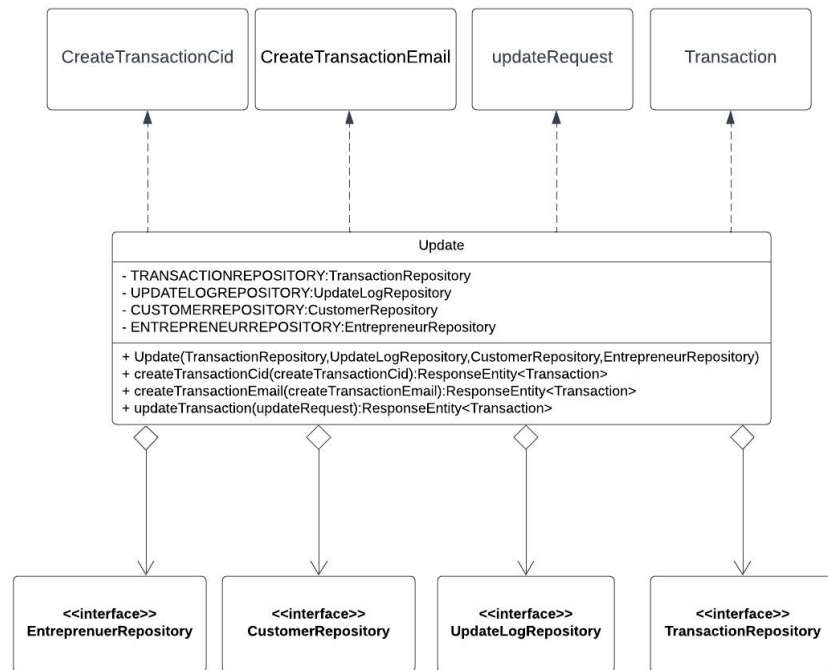 CreateTransactionCid
CreateTransactionEmail
updateRequest
Transaction
Update
- TRANSACTIONREPOSITORY:TransactionRepository
- UPDATELOGREPOSITORY:UpdateLogRepository
- CUSTOMERREPOSITORY:CustomerRepository
- ENTREPRENEURREPOSITORY:EntrepreneurRepository
+ Update(TransactionRepository,UpdateLogRepository,CustomerRepository,EntrepreneurRepository)
+ createTransactionCid(createTransactionCid):ResponseEntity<Transaction>
+ createTransactionEmail(createTransactionEmail):ResponseEntity<Transaction>
+ updateTransaction(updateRequest):ResponseEntity<Transaction>
<<interface>>
EntreprenuerRepository
<<interface>>
CustomerRepository
<<interface>>
UpdateLogRepository
<<interface>>
TransactionRepository